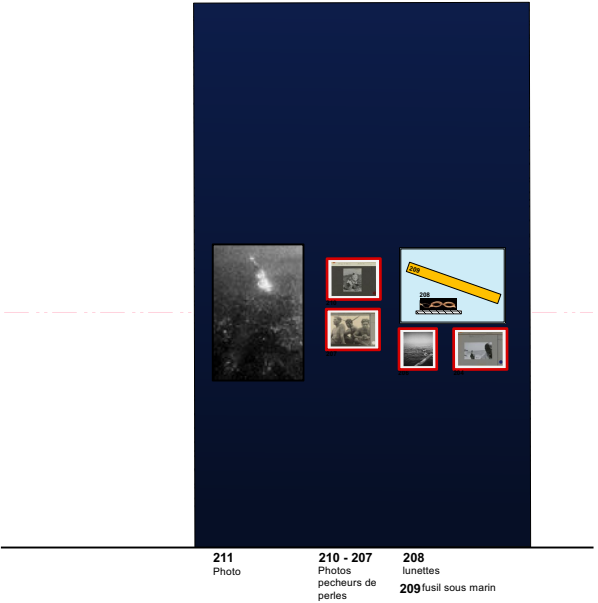 209
208
211
Photo
210 - 207
Photos
pecheurs de
perles
208
lunettes
209 fusil sous marin